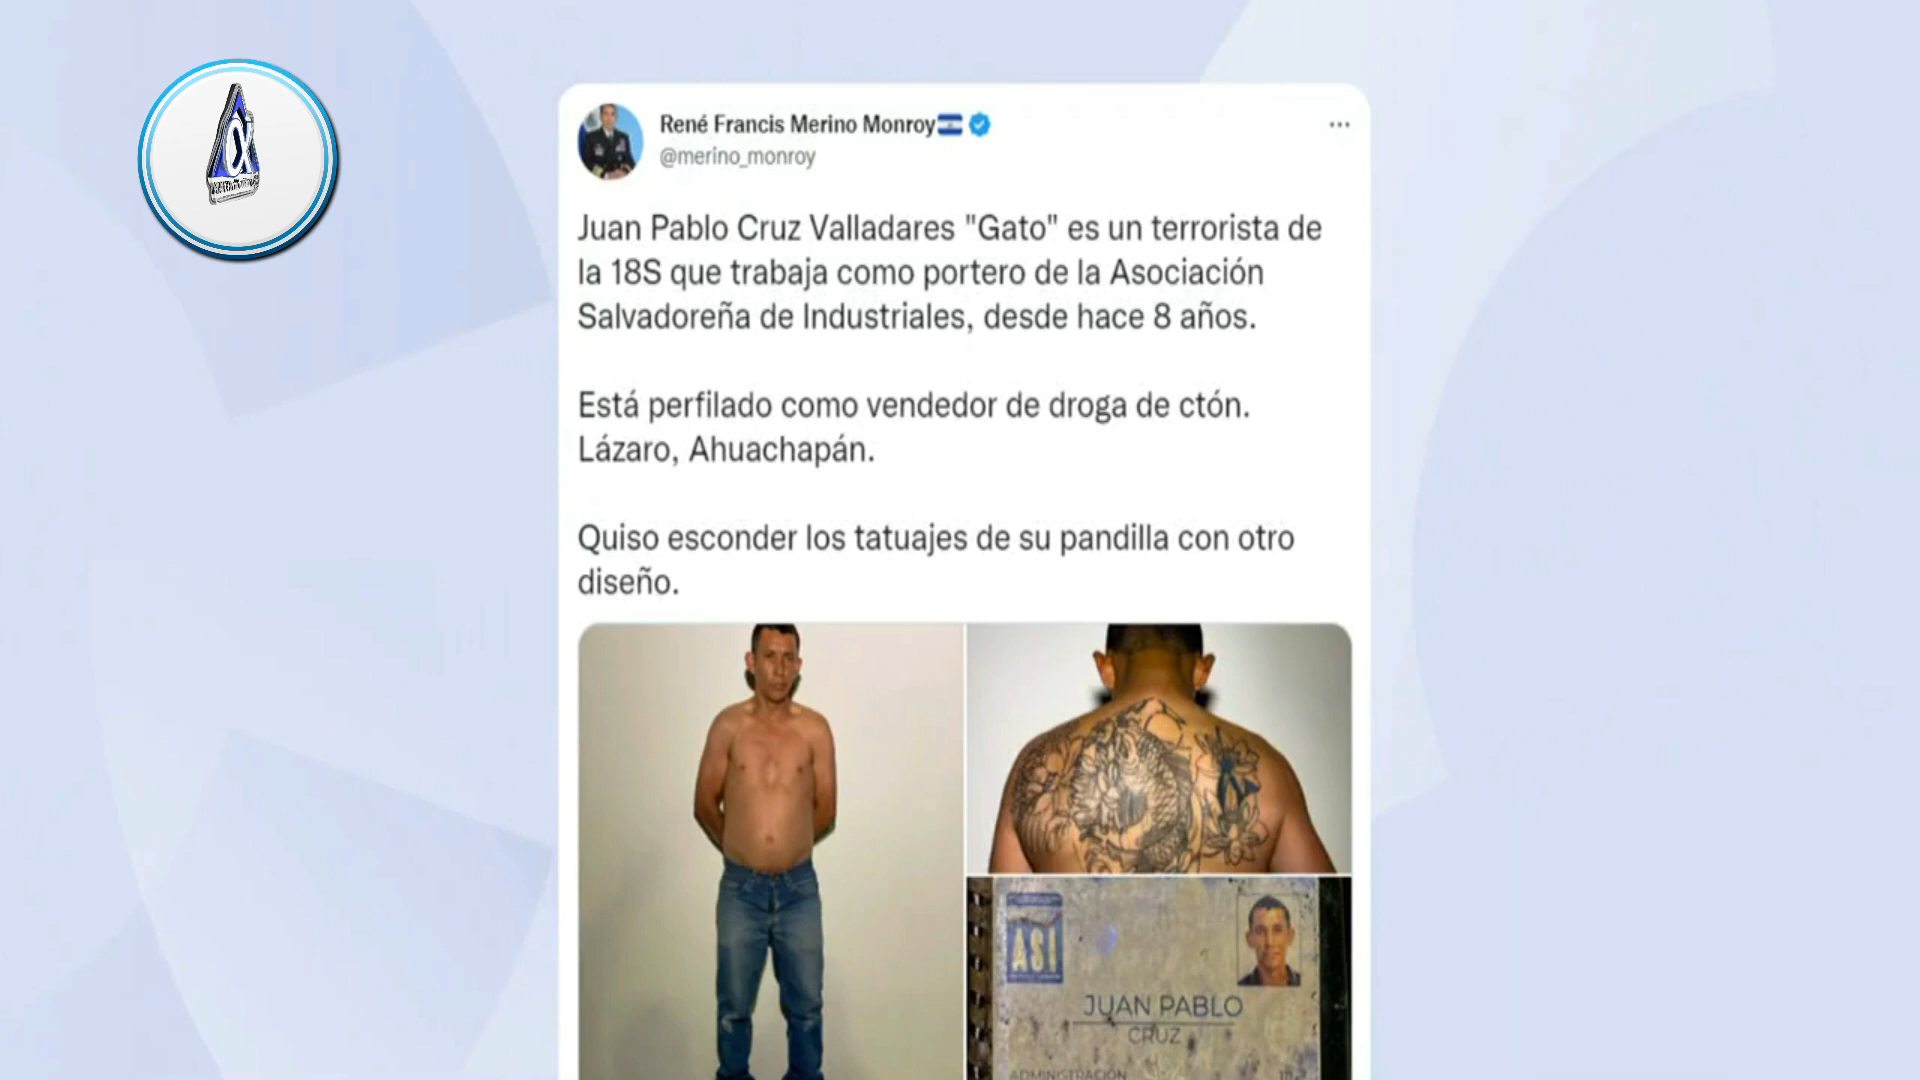 René Francis Merino Monroy
@merino_monroy
Juan Pablo Cruz Valladares "Gato" es un terrorista de
la 18S que trabaja como portero de la Asociación
Salvadoreña de Industriales, desde hace 8 años.
Está perfilado como vendedor de droga de ctón.
Lázaro, Ahuachapán.
Quiso esconder los tatuajes de su pandilla con otro
diseño.
ASI
JUAN PABLO
CRUZ
ADMINISTRACIÓN